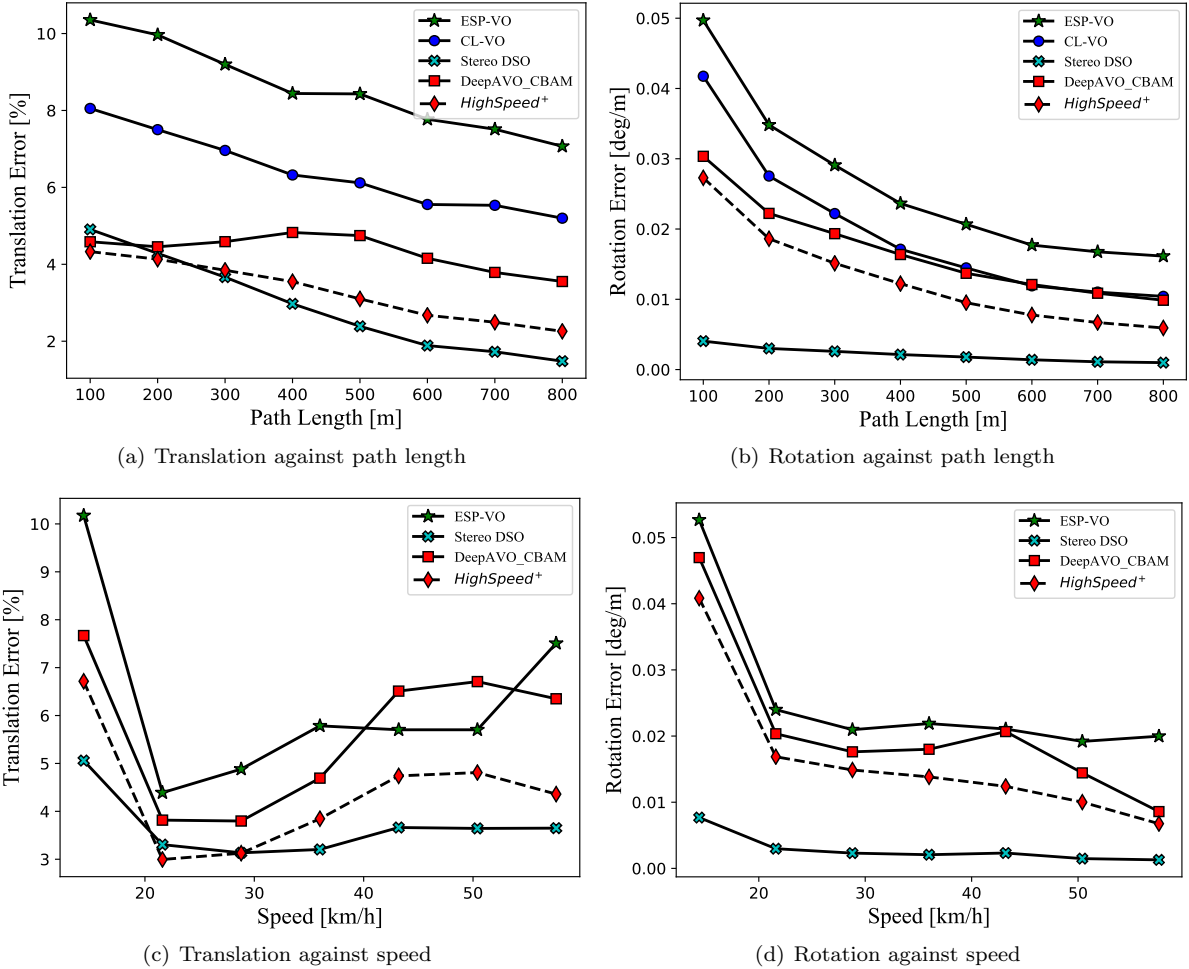 ESP-VO
CL-VO
Stereo DSO
DeepAVO_CBAM
HighSpeed⁺
10
8
6
4
2
Translation Error [%]
100 200 300 400 500 600 700 800
Path Length [m]
(a) Translation against path length
ESP-VO
CL-VO
Stereo DSO
DeepAVO_CBAM
HighSpeed⁺
0.05
0.04
0.03
0.02
0.01
0.00
Rotation Error [deg/m]
100 200 300 400 500 600 700 800
Path Length [m]
(b) Rotation against path length
ESP-VO
Stereo DSO
DeepAVO_CBAM
HighSpeed⁺
10
9
8
7
6
5
4
3
Translation Error [%]
20 30 40 50
Speed [km/h]
(c) Translation against speed
ESP-VO
Stereo DSO
DeepAVO_CBAM
HighSpeed⁺
0.05
0.04
0.03
0.02
0.01
0.00
Rotation Error [deg/m]
20 30 40 50
Speed [km/h]
(d) Rotation against speed